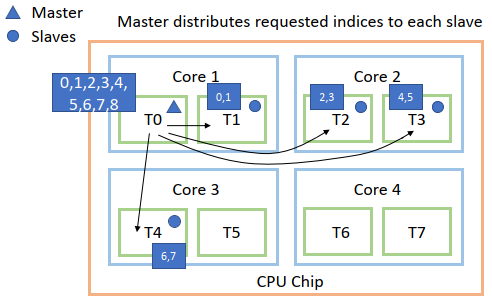 Master
Slaves
Master distributes requested indices to each slave
0,1,2,3,4,
5,6,7,8
Core 1
0,1
T0
T1
Core 2
2,3
4,5
T2
T3
Core 3
T4
T5
6,7
Core 4
T6
T7
CPU Chip